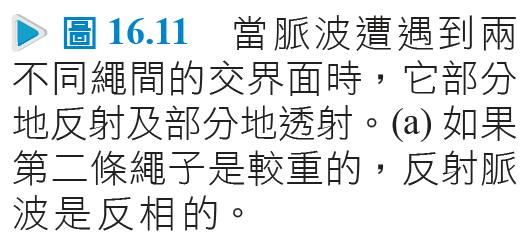 圖 16.11 當脈波遭遇到兩
不同繩間的交界面時，它部分
地反射及部分地透射。(a) 如果
第二條繩子是較重的，反射脈
波是反相的。